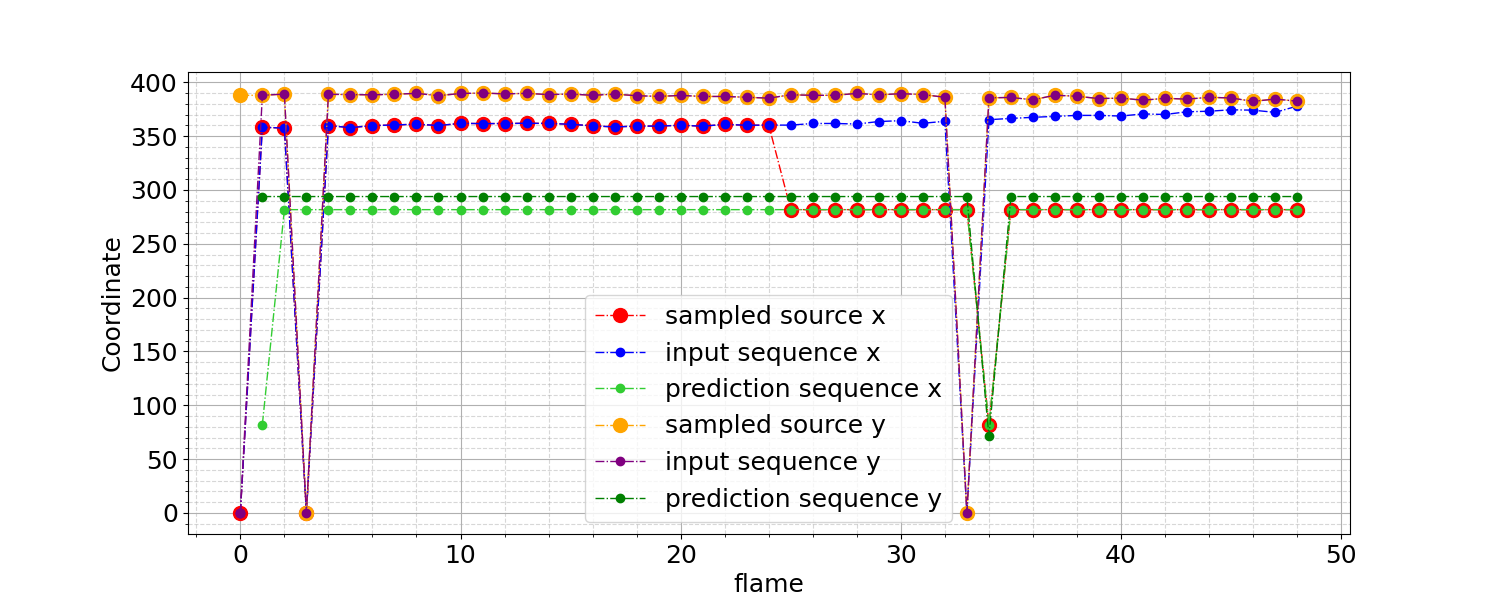 400
350
300
250
200
150
100
50
0
Coordinate
sampled source x
input sequence x
prediction sequence x
sampled source y
input sequence y
prediction sequence y
0 10 20 30 40 50
flame